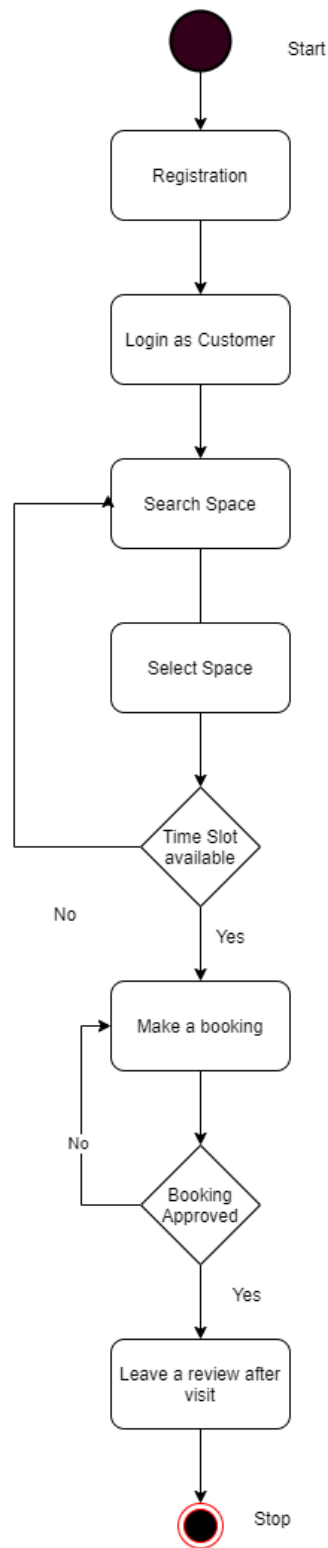 Start
Registration
Login as Customer
Search Space
Select Space
Time Slot
available
No
Yes
Make a booking
No
Booking
Approved
Yes
Leave a review after
visit
Stop